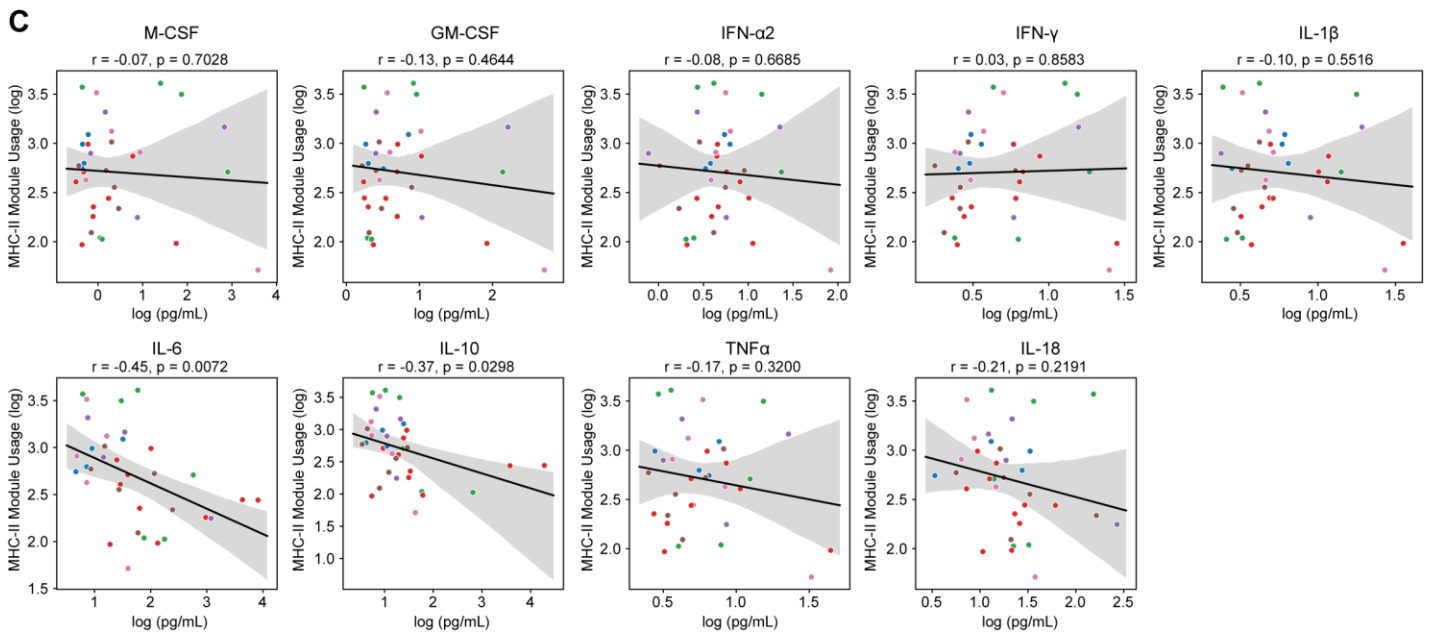 C
M-CSF
r = -0.07, p = 0.7028
MHC-II Module Usage (log)
3.5
3.0
2.5
2.0
0 1 2 3 4
log (pg/mL)
GM-CSF
r = -0.13, p = 0.4644
MHC-II Module Usage (log)
3.5
3.0
2.5
2.0
0 1 2
log (pg/mL)
IFN-α2
r = -0.08, p = 0.6685
MHC-II Module Usage (log)
3.5
3.0
2.5
2.0
0.0 0.5 1.0 1.5 2.0
log (pg/mL)
IFN-γ
r = 0.03, p = 0.8583
MHC-II Module Usage (log)
3.5
3.0
2.5
2.0
0.5 1.0 1.5
log (pg/mL)
IL-1β
r = -0.10, p = 0.5516
MHC-II Module Usage (log)
3.5
3.0
2.5
2.0
0.5 1.0 1.5
log (pg/mL)
IL-6
r = -0.45, p = 0.0072
MHC-II Module Usage (log)
3.5
3.0
2.5
2.0
1.5
1 2 3 4
log (pg/mL)
IL-10
r = -0.37, p = 0.0298
MHC-II Module Usage (log)
3.5
3.0
2.5
2.0
1.5
1.0
1 2 3 4
log (pg/mL)
TNFα
r = -0.17, p = 0.3200
MHC-II Module Usage (log)
3.5
3.0
2.5
2.0
0.5 1.0 1.5
log (pg/mL)
IL-18
r = -0.21, p = 0.2191
MHC-II Module Usage (log)
3.5
3.0
2.5
2.0
0.5 1.0 1.5 2.0 2.5
log (pg/mL)